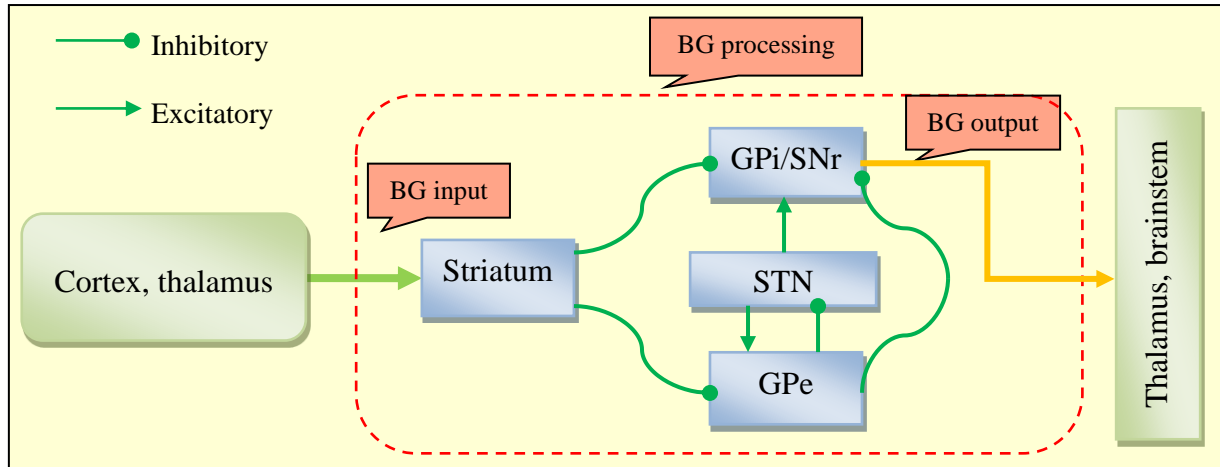 Inhibitory
Excitatory
BG processing
BG output
BG input
GPi/SNr
Striatum
STN
GPe
Cortex, thalamus
Thalamus, brainstem